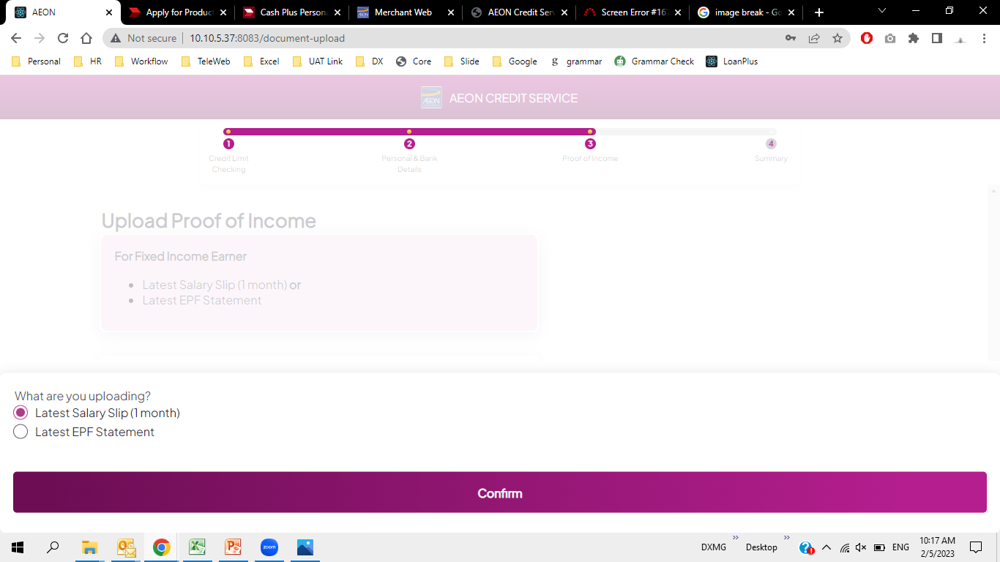 AEON
Apply for Product
Cash Plus Persona
Merchant Web
AEON Credit Serv
Screen Error #167
image break - Go
Not secure
10.10.5.37:8083/document-upload
Personal
HR
Workflow
TeleWeb
Excel
UAT Link
DX
Core
Slide
Google
grammar
Grammar Check
LoanPlus
AEON CREDIT SERVICE
1
2
3
4
Credit Limit
Checking
Personal & Bank
Details
Proof of Income
Summary
Upload Proof of Income
For Fixed Income Earner
Latest Salary Slip (1 month) or
Latest EPF Statement
What are you uploading?
Latest Salary Slip (1 month)
Latest EPF Statement
Confirm
zoom
DXMG
Desktop
ENG
10:17 AM
2/5/2023